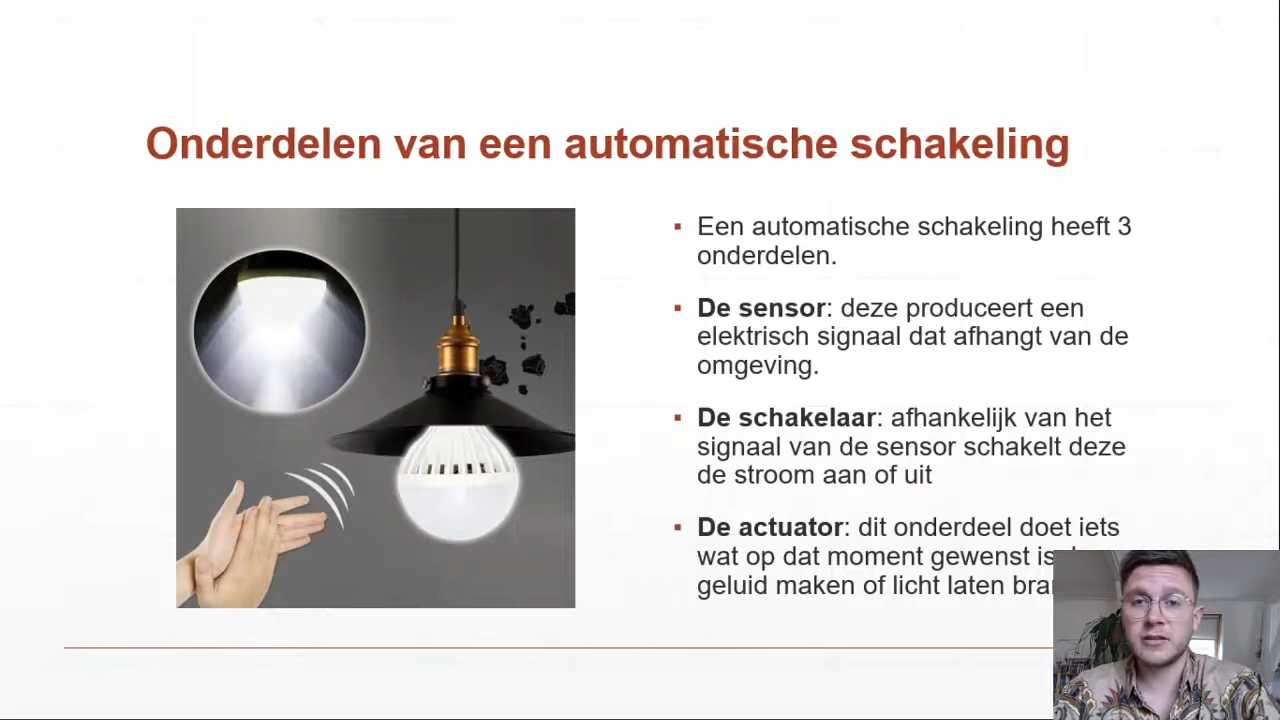 Onderdelen van een automatische schakeling
▪ Een automatische schakeling heeft 3
onderdelen.
▪ De sensor: deze produceert een
elektrisch signaal dat afhangt van de
omgeving.
▪ De schakelaar: afhankelijk van het
signaal van de sensor schakelt deze
de stroom aan of uit
▪ De actuator: dit onderdeel doet iets
wat op dat moment gewenst is
geluid maken of licht laten